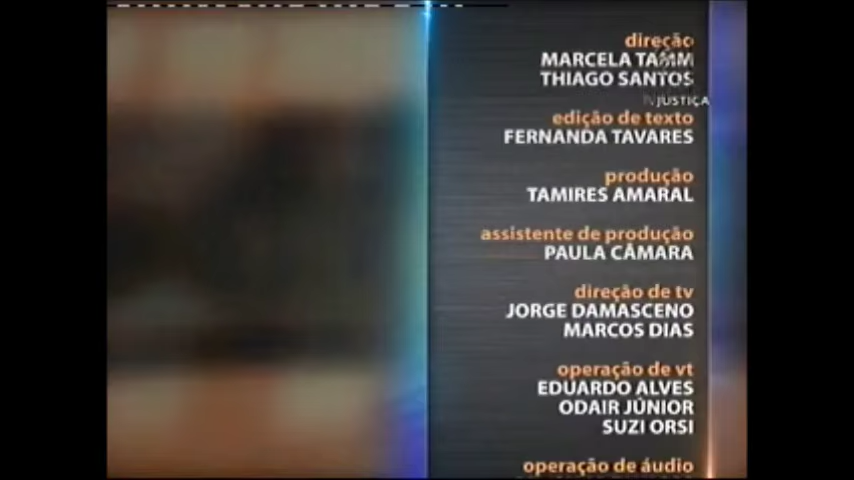 direção
MARCELA TAMM
THIAGO SANTOS
JUSTIÇA
edição de texto
FERNANDA TAVARES
produção
TAMIRES AMARAL
assistente de produção
PAULA CÂMARA
direção de tv
JORGE DAMASCENO
MARCOS DIAS
operação de vt
EDUARDO ALVES
ODAIR JÚNIOR
SUZI ORSI
operação de áudio